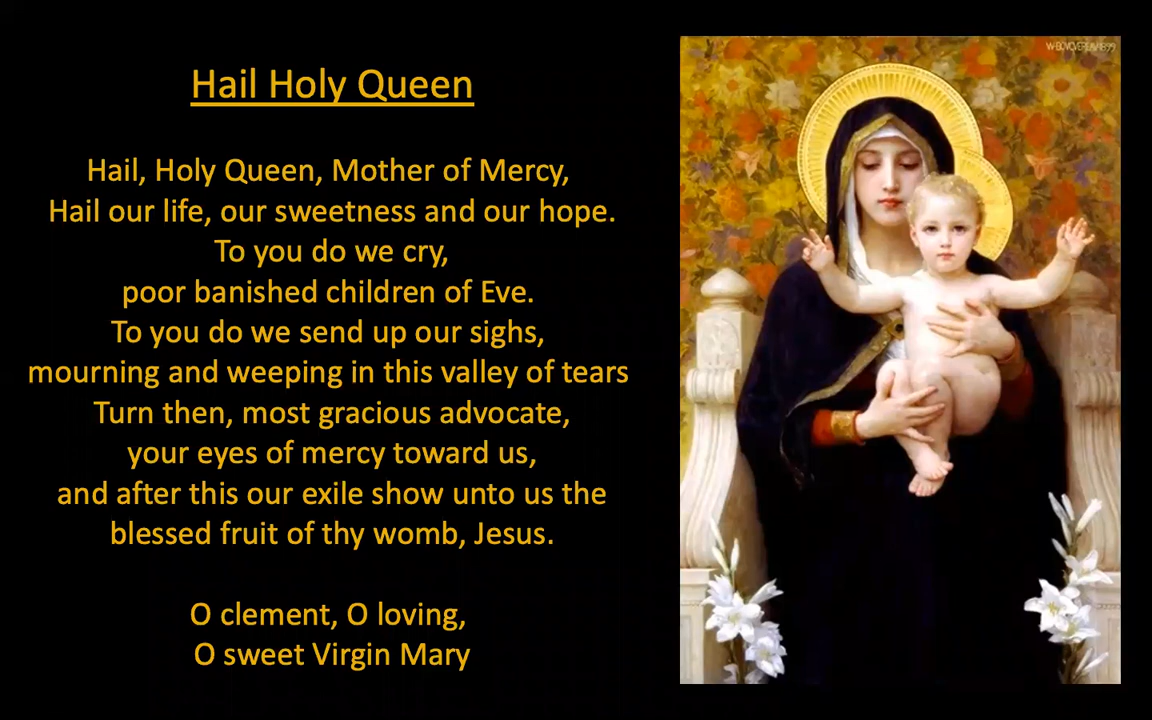 Hail Holy Queen
Hail, Holy Queen, Mother of Mercy,
Hail our life, our sweetness and our hope.
To you do we cry,
poor banished children of Eve.
To you do we send up our sighs,
mourning and weeping in this valley of tears
Turn then, most gracious advocate,
your eyes of mercy toward us,
and after this our exile show unto us the
blessed fruit of thy womb, Jesus.
O clement, O loving,
O sweet Virgin Mary